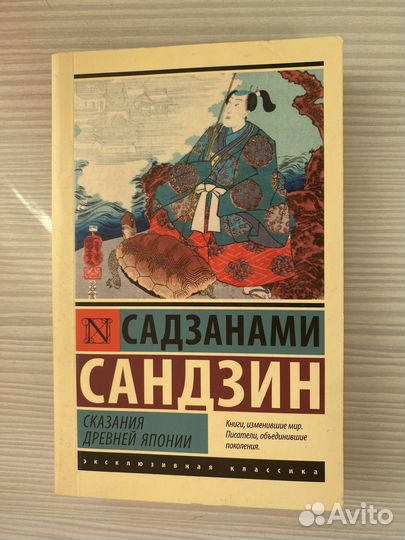 N
САДЗАНАМИ
САНДЗИН
СКАЗАНИЯ
ДРЕВНЕЙ ЯПОНИИ
Книги, изменившие мир.
Писатели, объединившие
поколения.
эксклюзивная классика
Avito